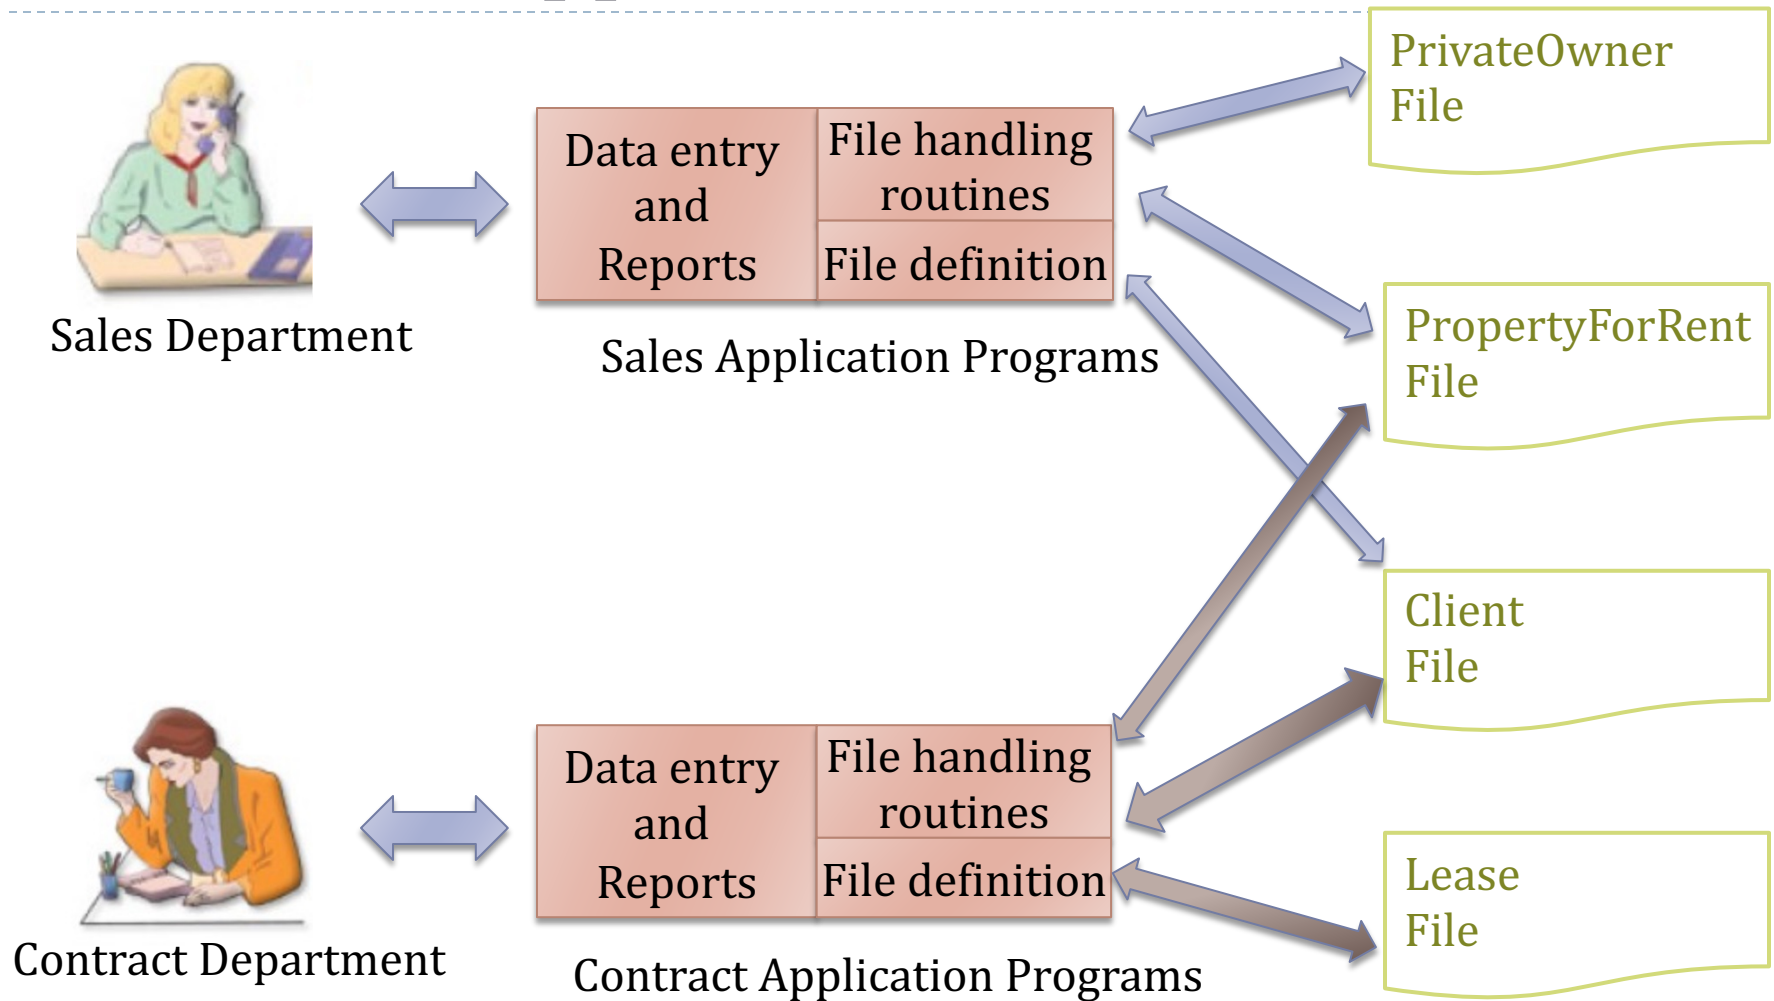 PrivateOwner
File
Data entry
and
Reports
File handling
routines
File definition
Sales Department
Sales Application Programs
PropertyForRent
File
Client
File
Data entry
and
Reports
File handling
routines
File definition
Lease
File
Contract Department
Contract Application Programs